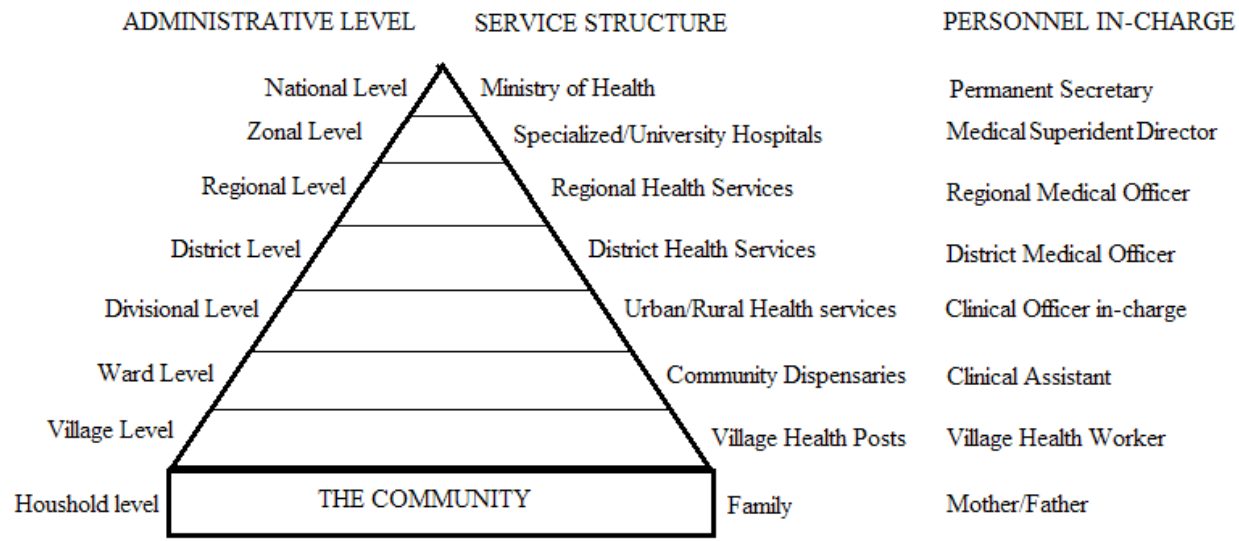 ADMINISTRATIVE LEVEL SERVICE STRUCTURE PERSONNEL IN-CHARGE
National Level Ministry of Health Permanent Secretary
Zonal Level Specialized/University Hospitals Medical Superident Director
Regional Level Regional Health Services Regional Medical Officer
District Level District Health Services District Medical Officer
Divisional Level Urban/Rural Health services Clinical Officer in-charge
Ward Level Community Dispensaries Clinical Assistant
Village Level Village Health Posts Village Health Worker
Houshold level THE COMMUNITY Family Mother/Father